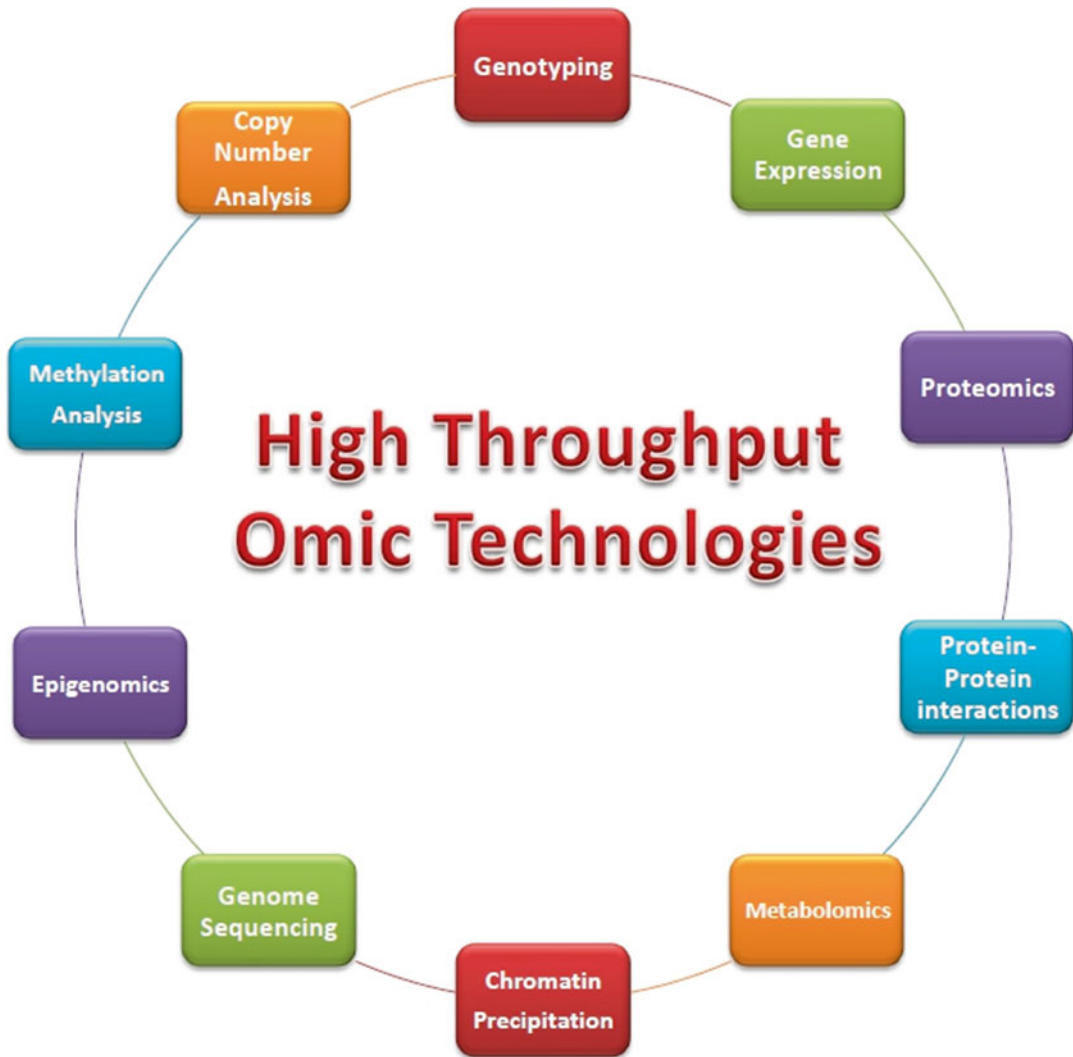 Genotyping
Gene
Expression
Proteomics
Protein-
Protein
interactions
Metabolomics
Chromatin
Precipitation
Genome
Sequencing
Epigenomics
Methylation
Analysis
Copy
Number
Analysis
High Throughput
Omic Technologies